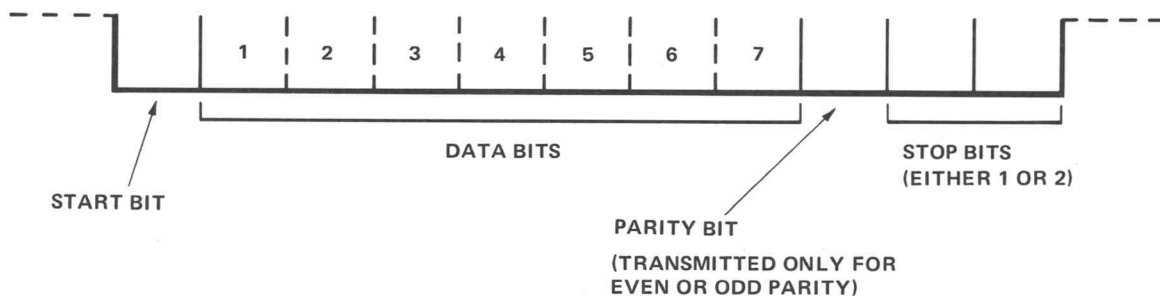 1 2 3 4 5 6 7
DATA BITS
STOP BITS
(EITHER 1 OR 2)
START BIT
PARITY BIT
(TRANSMITTED ONLY FOR
EVEN OR ODD PARITY)